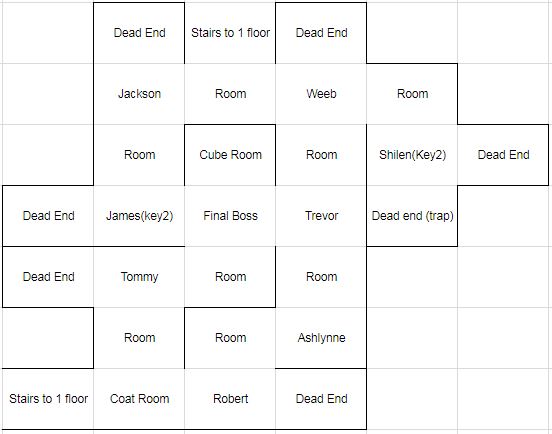 Dead End Stairs to 1 floor Dead End
Jackson Room Weeb Room
Room Cube Room Room Shilen(Key2) Dead End
Dead End James(key2) Final Boss Trevor Dead end (trap)
Dead End Tommy Room Room
Room Room Ashlynne
Stairs to 1 floor Coat Room Robert Dead End